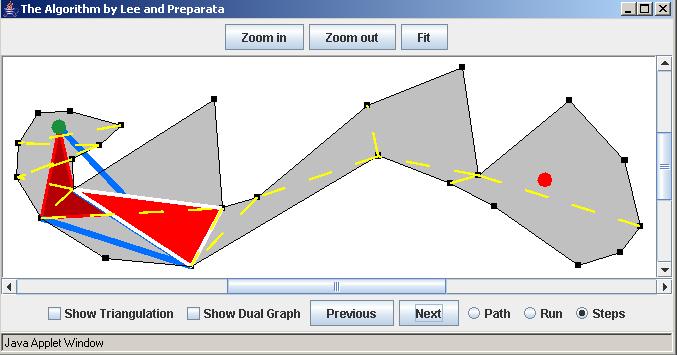 The Algorithm by Lee and Preparata
Zoom in Zoom out Fit
Show Triangulation Show Dual Graph Previous Next Path Run Steps
Java Applet Window